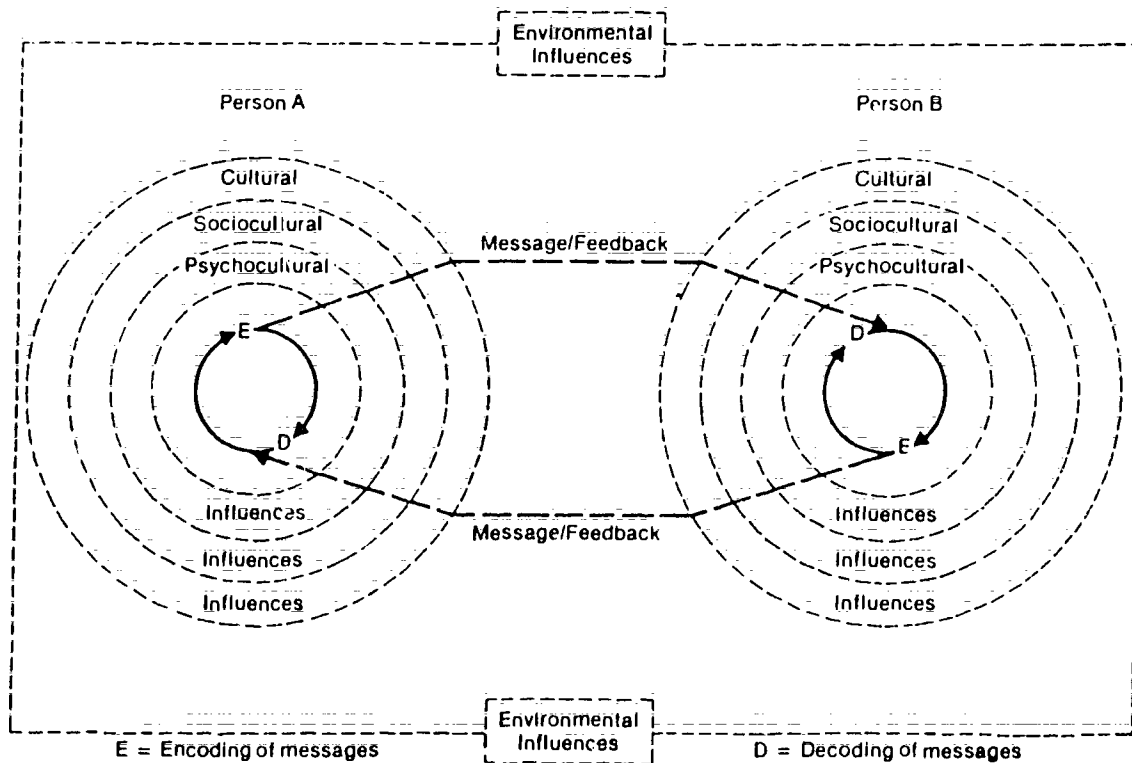 Environmental
Influences
Person A
Person B
Cultural
Cultural
Sociocultural
Sociocultural
Message/Feedback
Psychocultural
Psychocultural
E
D
D
E
Influences
Influences
Message/Feedback
Influences
Influences
Influences
Influences
Environmental
Influences
E = Encoding of messages
D = Decoding of messages